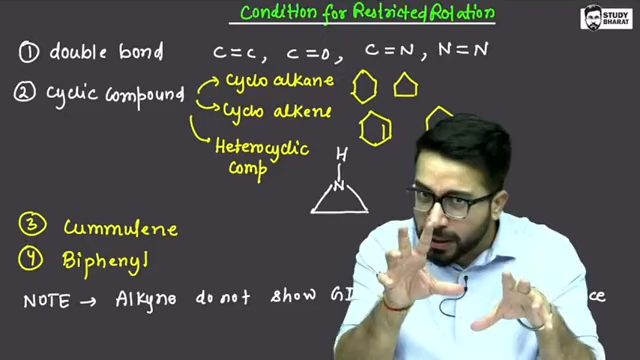 Condition for Restricted Rotation
STUDY
BHARAT
① double bond C=C, C=O, C=N, N=N
② Cyclic Compound
Cyclo alkane
Cyclo alkene
Heterocyclic
Comp
H
N
③ Cummulene
④ Biphenyl
NOTE → Alkyne do not show GI